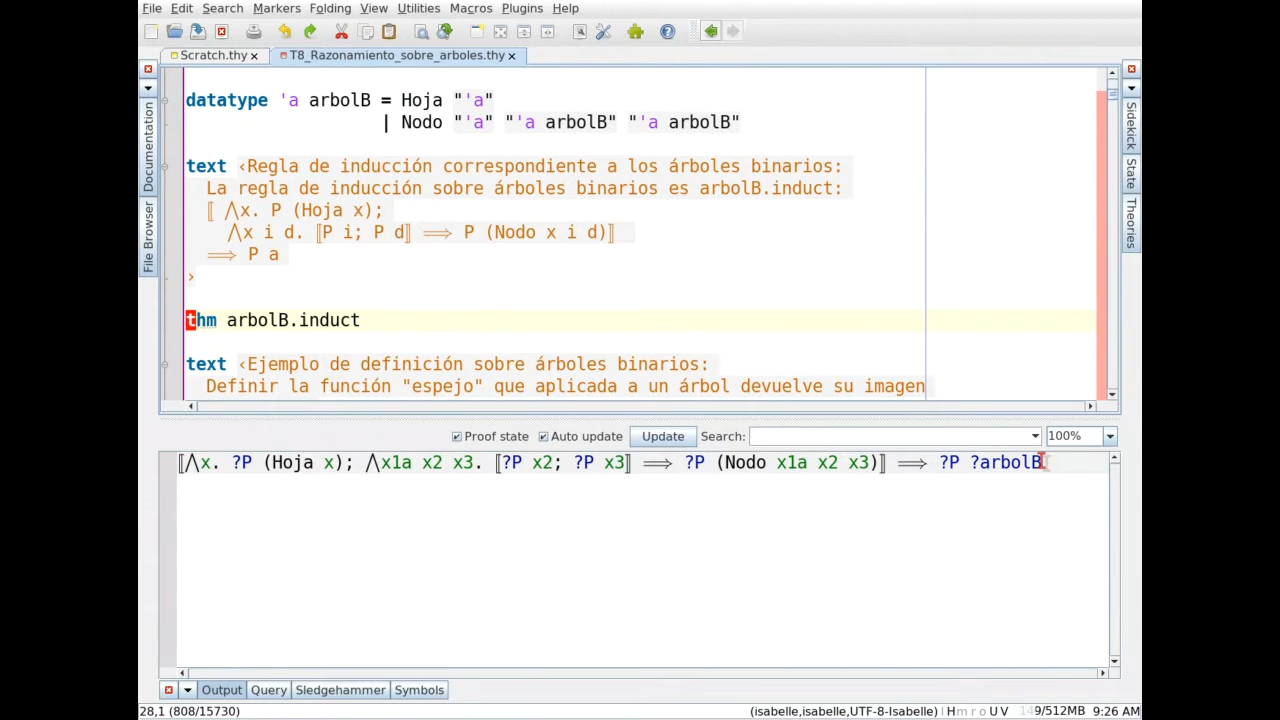 File Edit Search Markers Folding View Utilities Macros Plugins Help
Scratch.thy T8_Razonamiento_sobre_arboles.thy
Documentation
File Browser
Sidekick
State
Theories
datatype 'a arbolB = Hoja "'a"
| Nodo "'a" "'a arbolB" "'a arbolB"
text ‹Regla de inducción correspondiente a los árboles binarios:
La regla de inducción sobre árboles binarios es arbolB.induct:
⟦ ⋀x. P (Hoja x);
⋀x i d. ⟦P i; P d⟧ ⟹ P (Nodo x i d)⟧
⟹ P a
›
thm arbolB.induct
text ‹Ejemplo de definición sobre árboles binarios:
Definir la función "espejo" que aplicada a un árbol devuelve su imagen
Proof state Auto update Update Search: 100%
⟦⋀x. ?P (Hoja x); ⋀x1a x2 x3. ⟦?P x2; ?P x3⟧ ⟹ ?P (Nodo x1a x2 x3)⟧ ⟹ ?P ?arbolB
Output Query Sledgehammer Symbols
28,1 (808/15730) (isabelle,isabelle,UTF-8-Isabelle) H m r o U V 9/512MB 9:26 AM